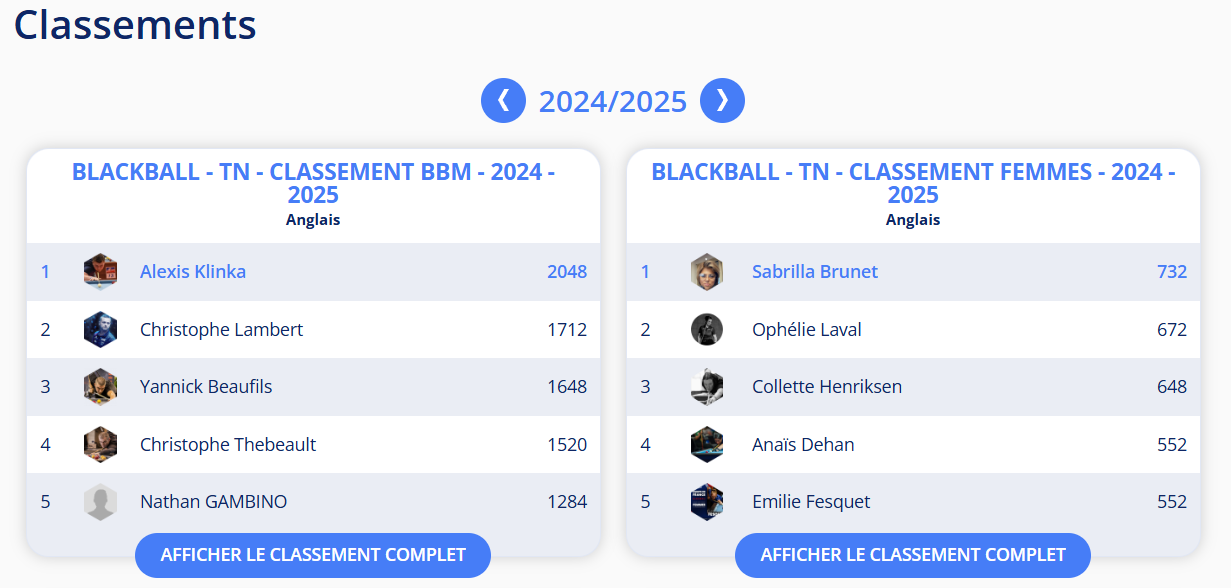 Classements
❮ 2024/2025 ❯
BLACKBALL - TN - CLASSEMENT BBM - 2024 -
2025
Anglais
1 Alexis Klinka 2048
2 Christophe Lambert 1712
3 Yannick Beaufils 1648
4 Christophe Thebeault 1520
5 Nathan GAMBINO 1284
AFFICHER LE CLASSEMENT COMPLET
BLACKBALL - TN - CLASSEMENT FEMMES - 2024 -
2025
Anglais
1 Sabrilla Brunet 732
2 Ophélie Laval 672
3 Collette Henriksen 648
4 Anaïs Dehan 552
5 Emilie Fesquet 552
AFFICHER LE CLASSEMENT COMPLET